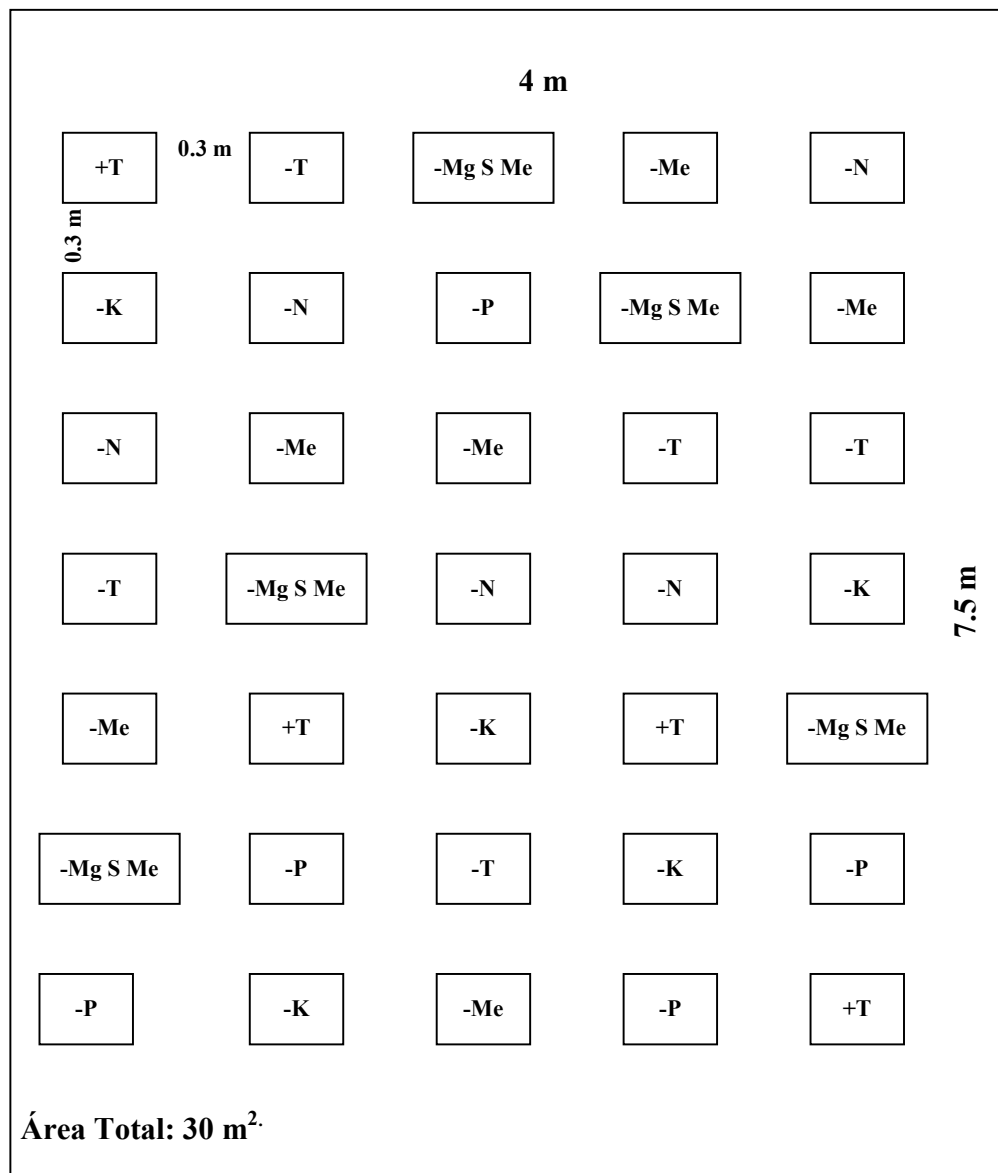 4 m
+T 0.3 m -T -Mg S Me -Me -N
0.3 m
-K -N -P -Mg S Me -Me
-N -Me -Me -T -T
-T -Mg S Me -N -N -K
7.5 m
-Me +T -K +T -Mg S Me
-Mg S Me -P -T -K -P
-P -K -Me -P +T
Área Total: 30 m².